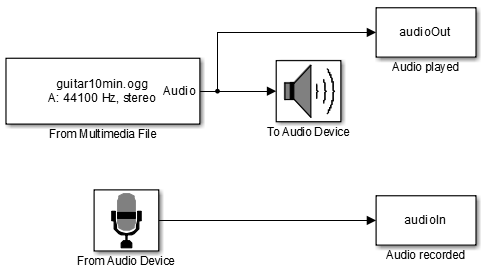 audioOut
Audio played
guitar10min.ogg
A: 44100 Hz, stereo
Audio
From Multimedia File
To Audio Device
From Audio Device
audioIn
Audio recorded